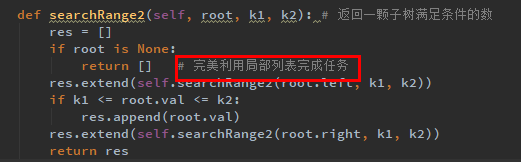 def searchRange2(self, root, k1, k2): # 返回一颗子树满足条件的数
res = []
if root is None:
return [] # 完美利用局部列表完成任务
res.extend(self.searchRange2(root.left, k1, k2))
if k1 <= root.val <= k2:
res.append(root.val)
res.extend(self.searchRange2(root.right, k1, k2))
return res